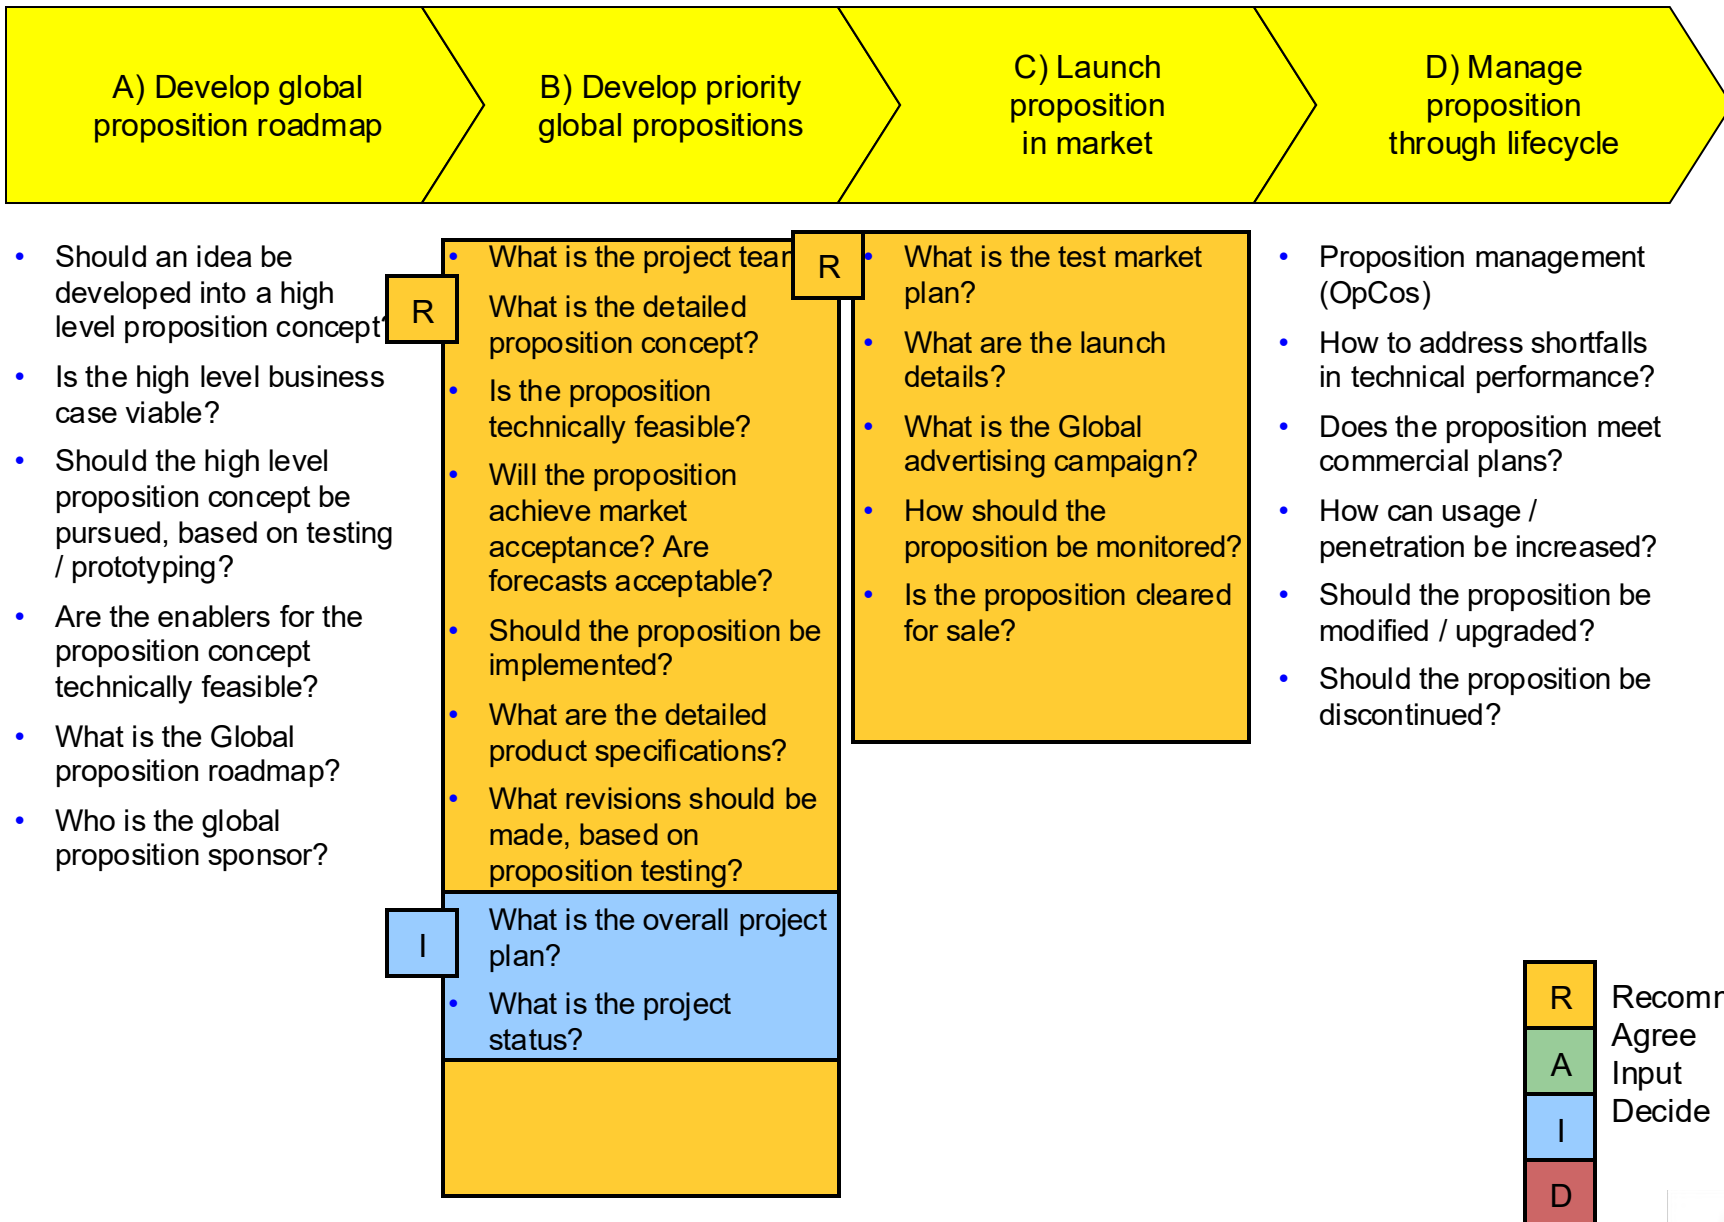 A) Develop global
proposition roadmap
B) Develop priority
global propositions
C) Launch
proposition
in market
D) Manage
proposition
through lifecycle
• Should an idea be
developed into a high
level proposition concept?
• Is the high level business
case viable?
• Should the high level
proposition concept be
pursued, based on testing
/ prototyping?
• Are the enablers for the
proposition concept
technically feasible?
• What is the Global
proposition roadmap?
• Who is the global
proposition sponsor?
R
• What is the project
What is the detailed
proposition concept?
• Is the proposition
technically feasible?
• Will the proposition
achieve market
acceptance? Are
forecasts acceptable?
• Should the proposition be
implemented?
• What are the detailed
product specifications?
• What revisions should be
made, based on
proposition testing?
I
What is the overall project
plan?
• What is the project
status?
R
• What is the test market
plan?
• What are the launch
details?
• What is the Global
advertising campaign?
• How should the
proposition be monitored?
• Is the proposition cleared
for sale?
• Proposition management
(OpCos)
• How to address shortfalls
in technical performance?
• Does the proposition meet
commercial plans?
• How can usage /
penetration be increased?
• Should the proposition be
modified / upgraded?
• Should the proposition be
discontinued?
R
A
Agree
I
Input
D
Decide